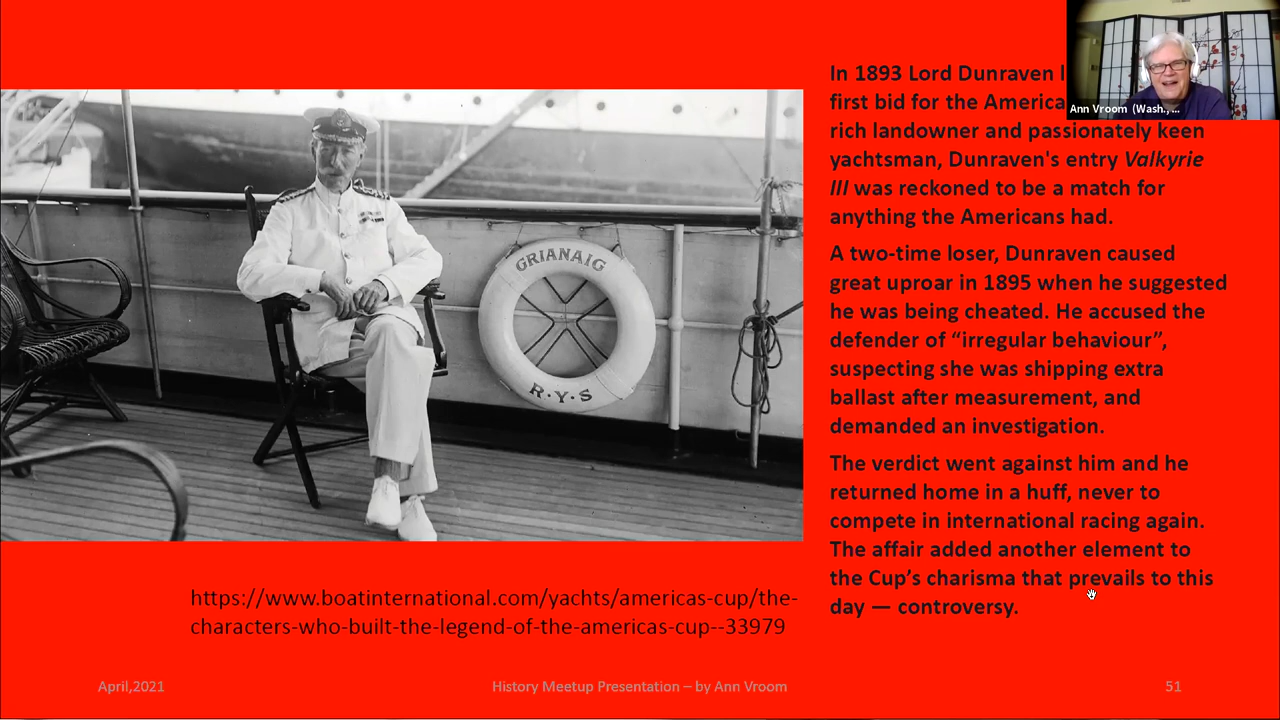 In 1893 Lord Dunraven
first bid for the America
rich landowner and passionately keen
yachtsman, Dunraven's entry Valkyrie
III was reckoned to be a match for
anything the Americans had.
A two-time loser, Dunraven caused
great uproar in 1895 when he suggested
he was being cheated. He accused the
defender of “irregular behaviour”,
suspecting she was shipping extra
ballast after measurement, and
demanded an investigation.
The verdict went against him and he
returned home in a huff, never to
compete in international racing again.
The affair added another element to
the Cup’s charisma that prevails to this
day — controversy.
Ann Vroom (Wash., ...
GRIANAIG
R·Y·S
https://www.boatinternational.com/yachts/americas-cup/the-
characters-who-built-the-legend-of-the-americas-cup--33979
April,2021
History Meetup Presentation – by Ann Vroom
51